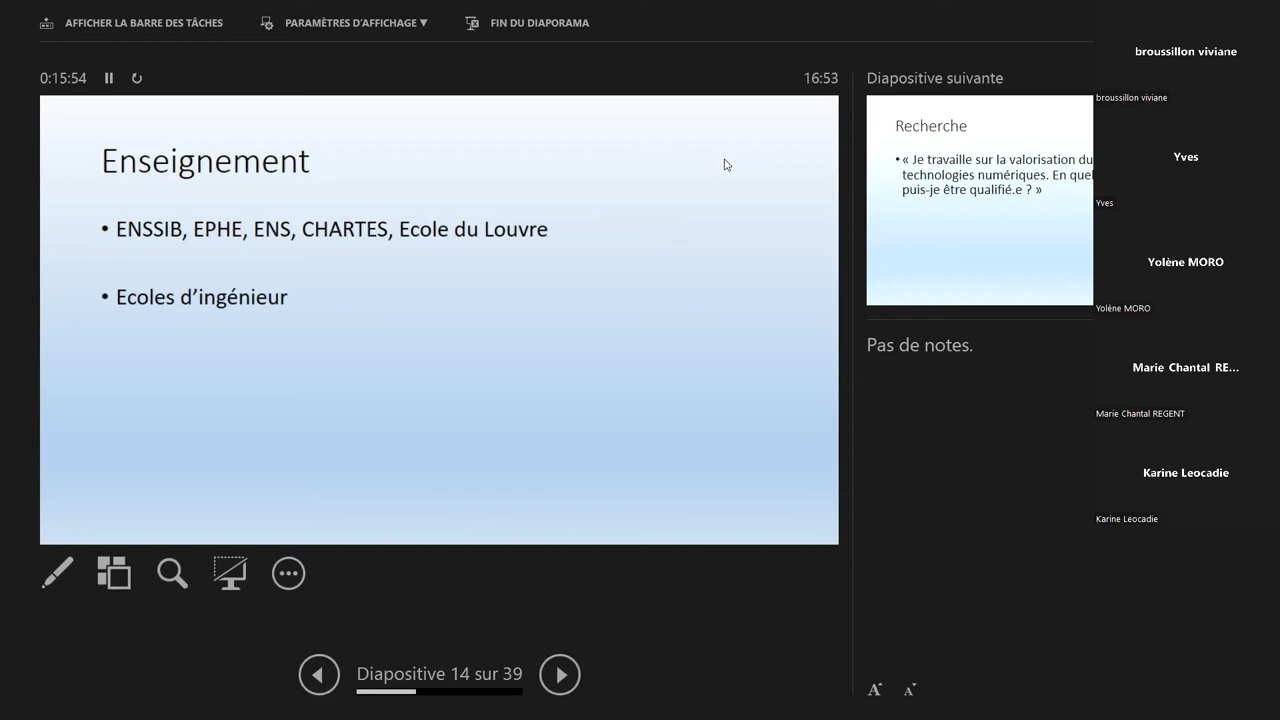 AFFICHER LA BARRE DES TÂCHES
PARAMÈTRES D'AFFICHAGE ▼
FIN DU DIAPORAMA
0:15:54
16:53
Enseignement
• ENSSIB, EPHE, ENS, CHARTES, Ecole du Louvre
• Ecoles d'ingénieur
Diapositive 14 sur 39
Diapositive suivante
Recherche
• « Je travaille sur la valorisation du
technologies numériques. En quel
puis-je être qualifié.e ? »
Pas de notes.
A A
broussillon viviane
broussillon viviane
Yves
Yves
Yolène MORO
Yolène MORO
Marie Chantal RE...
Marie Chantal REGENT
Karine Leocadie
Karine Leocadie